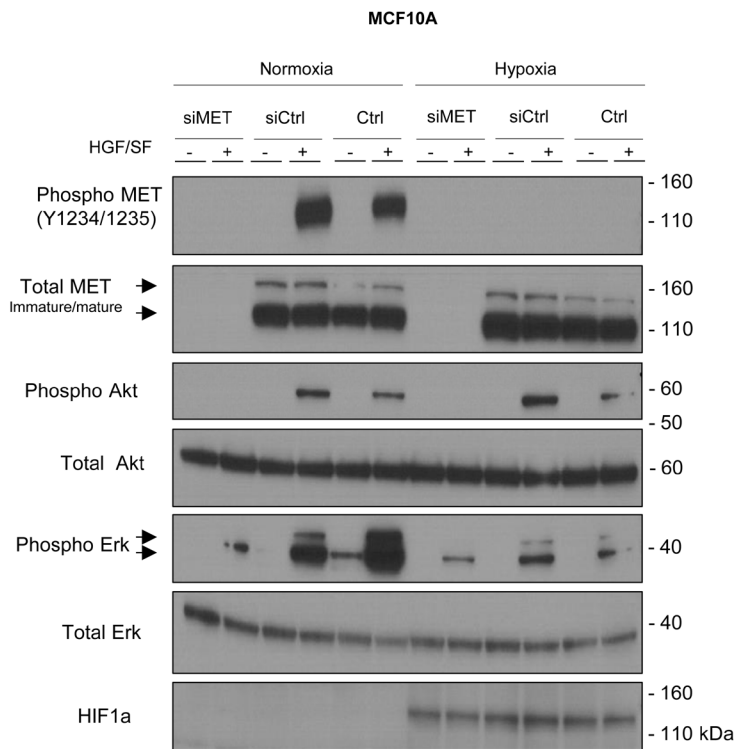 MCF10A
Normoxia Hypoxia
siMET siCtrl Ctrl siMET siCtrl Ctrl
HGF/SF - + - + - + - + - + - +
Phospho MET
(Y1234/1235)
- 160
- 110
Total MET
Immature/mature
- 160
- 110
Phospho Akt
- 60
- 50
Total Akt
- 60
Phospho Erk
- 40
Total Erk
- 40
HIF1a
- 160
- 110 kDa